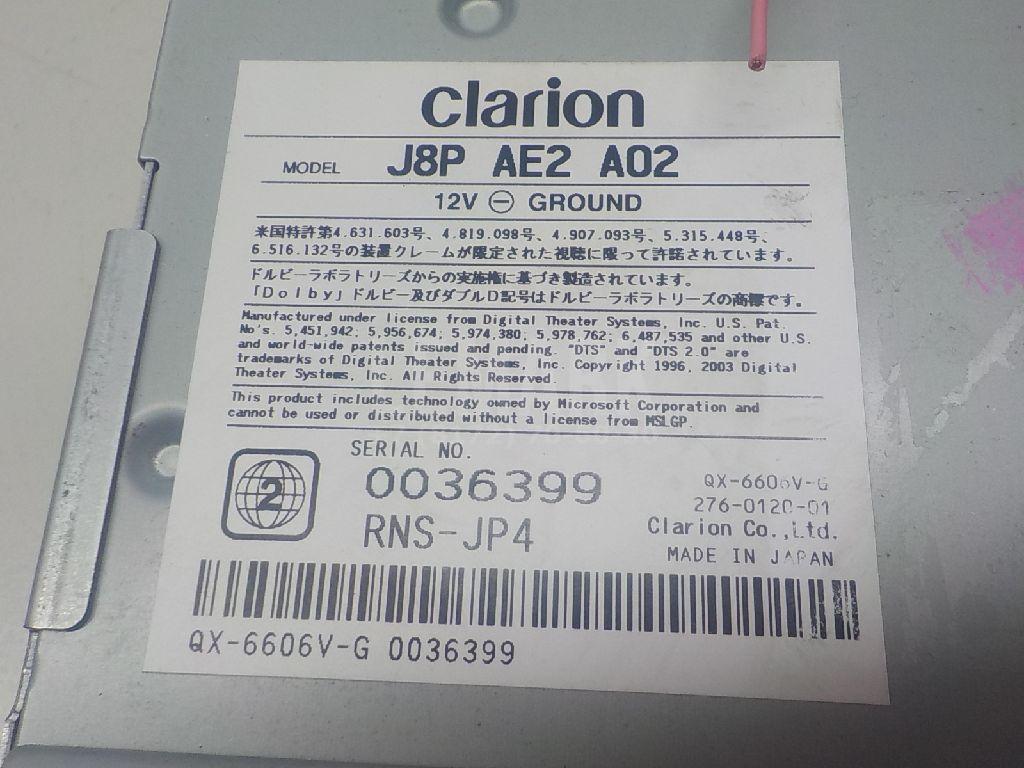 clarion
MODEL J8P AE2 A02
12V ⊖ GROUND
米国特許第4.631.603号、4.819.098号、4.907.093号、5.315.448号、
6.516.132号の装置クレームが限定された視聴に限って許諾されています。
ドルビーラボラトリーズからの実施権に基づき製造されています。
「Dolby」ドルビー及びダブルD記号はドルビーラボラトリーズの商標です。
Manufactured under license from Digital Theater Systems, Inc. U.S. Pat.
No's. 5,451,942; 5,956,674; 5,974,380; 5,978,762; 6,487,535 and other U.S.
and world-wide patents issued and pending. "DTS" and "DTS 2.0" are
trademarks of Digital Theater Systems, Inc. Copyright 1996, 2003 Digital
Theater Systems, Inc. All Rights Reserved.
This product includes technology owned by Microsoft Corporation and
cannot be used or distributed without a license from MSLGP.
SERIAL NO.
2
0036399
RNS-JP4
QX-6606V-G
276-0120-01
Clarion Co.,Ltd.
MADE IN JAPAN
QX-6606V-G 0036399